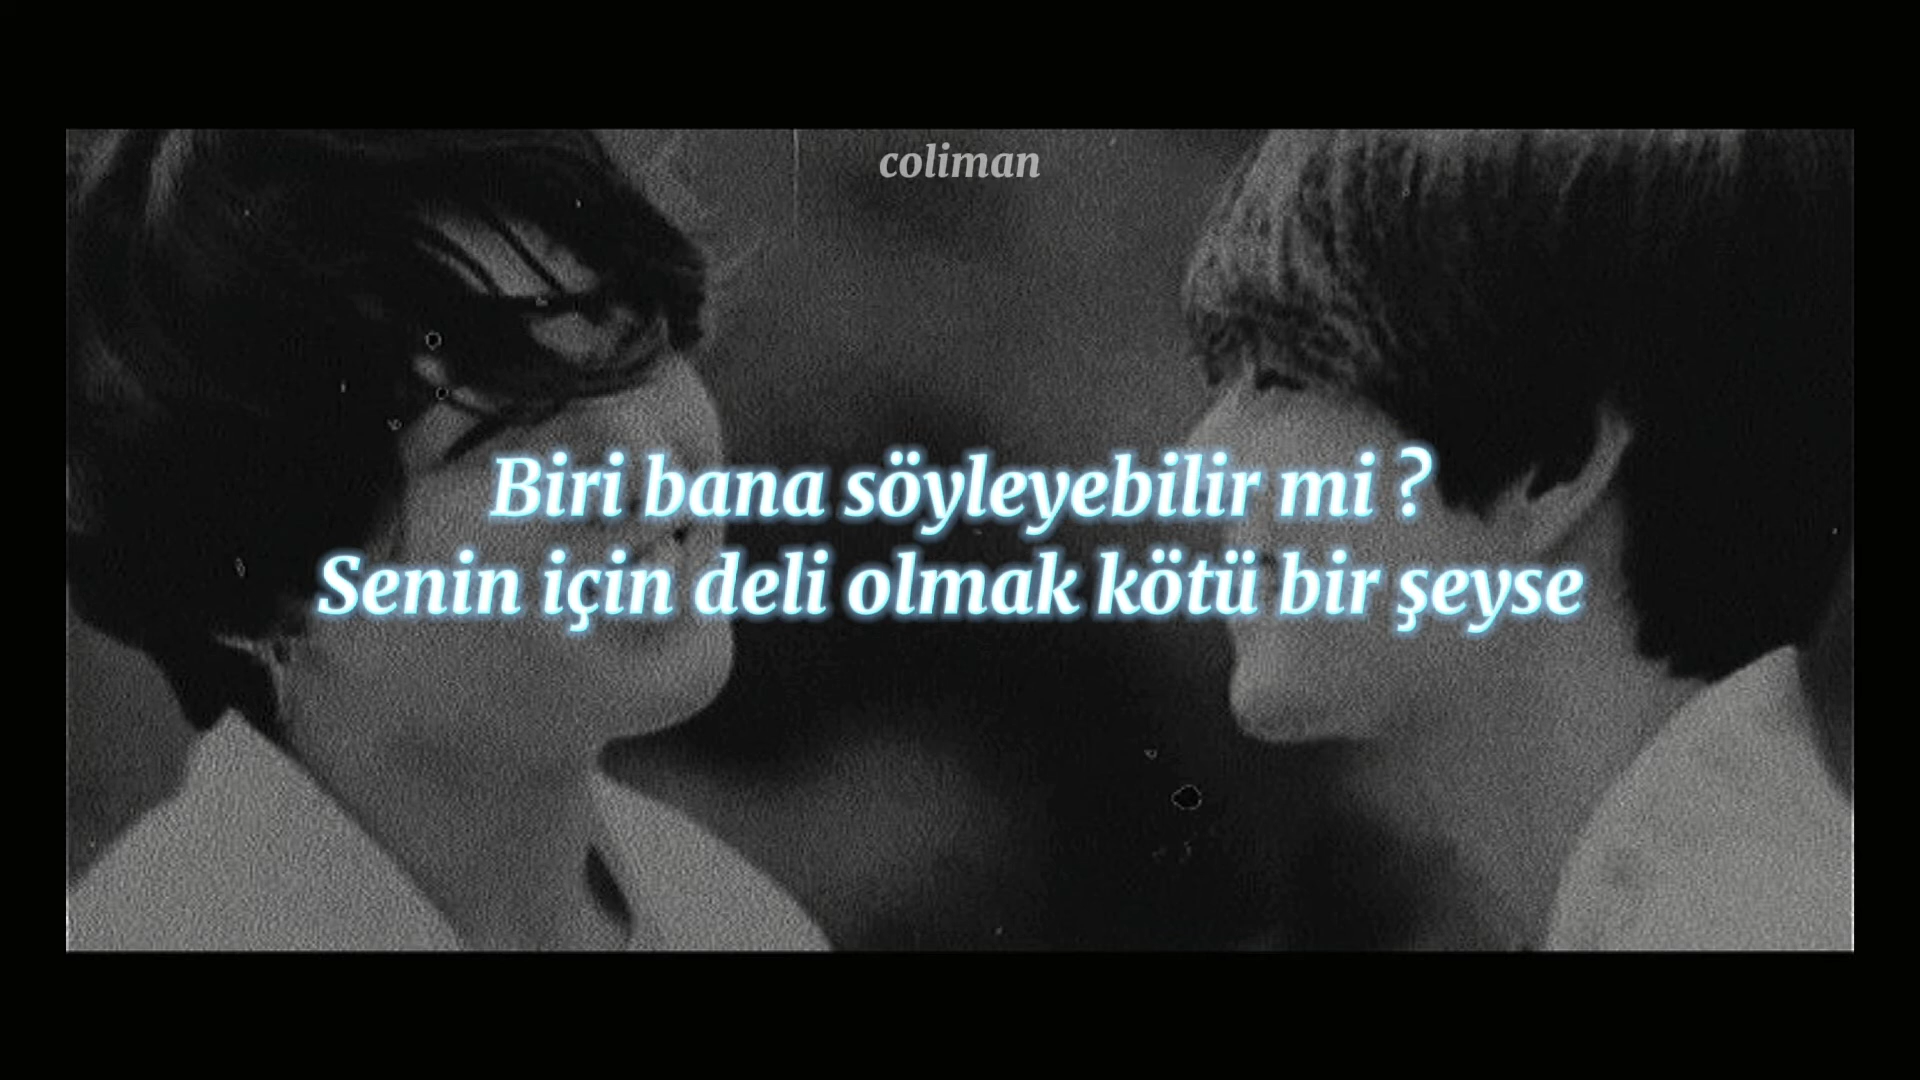 coliman
Biri bana söyleyebilir mi ?
Senin için deli olmak kötü bir şeyse